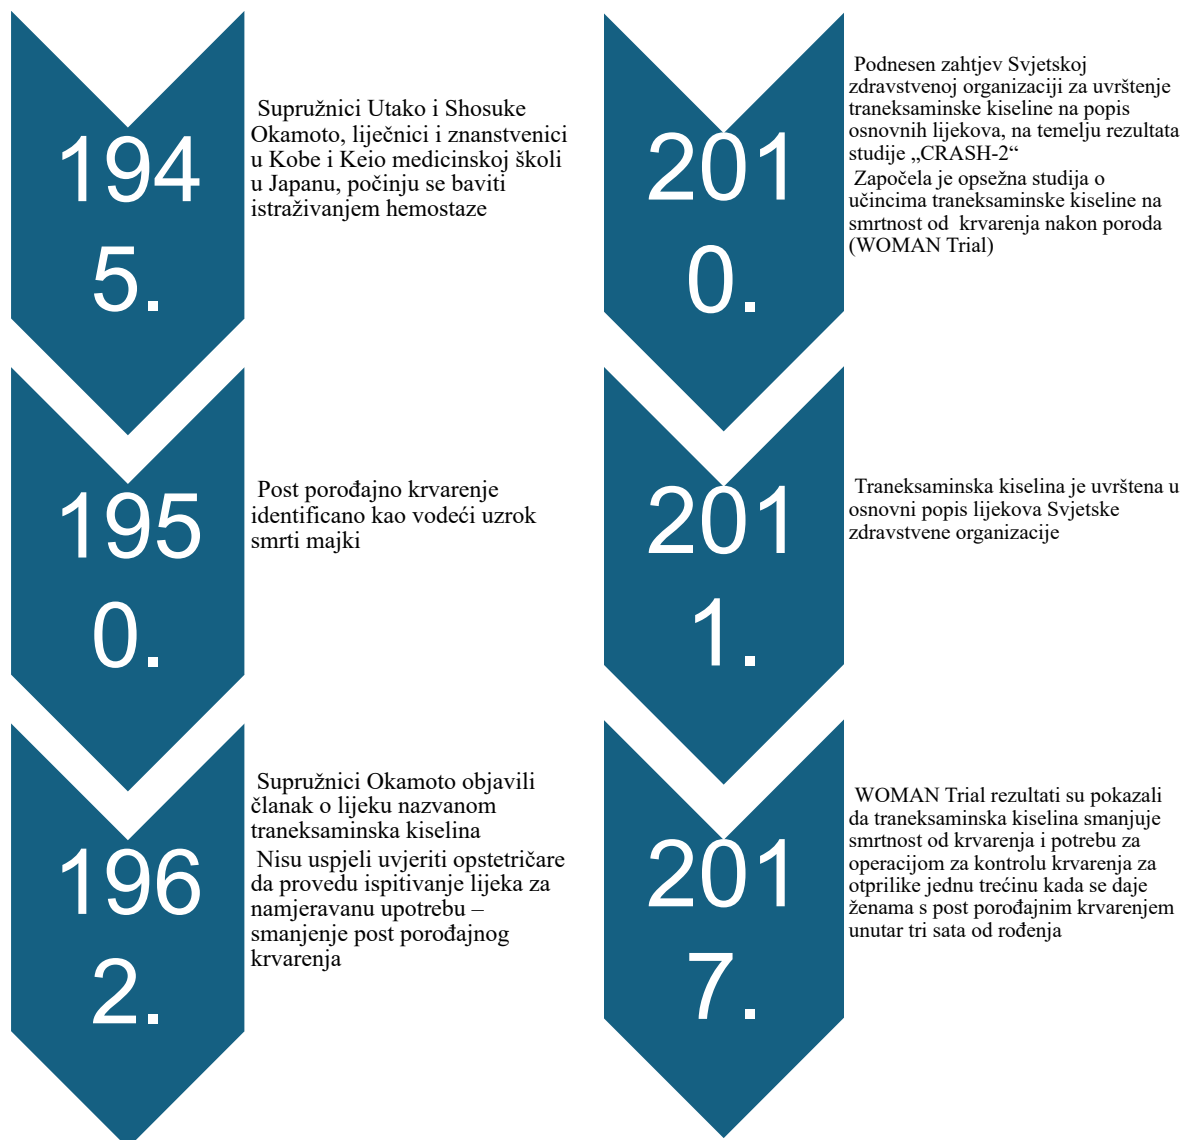 194
5.
Supružnici Utako i Shosuke
Okamoto, liječnici i znanstvenici
u Kobe i Keio medicinskoj školi
u Japanu, počinju se baviti
istraživanjem hemostaze
195
0.
Post porođajno krvarenje
identificano kao vodeći uzrok
smrti majki
196
2.
Supružnici Okamoto objavili
članak o lijeku nazvanom
traneksaminska kiselina
Nisu uspjeli uvjeriti opstetričare
da provedu ispitivanje lijeka za
namjeravanu upotrebu –
smanjenje post porođajnog
krvarenja
201
0.
Podnesen zahtjev Svjetskoj
zdravstvenoj organizaciji za uvrštenje
traneksaminske kiseline na popis
osnovnih lijekova, na temelju rezultata
studije „CRASH-2“
Započela je opsežna studija o
učincima traneksaminske kiseline na
smrtnost od krvarenja nakon poroda
(WOMAN Trial)
201
1.
Traneksaminska kiselina je uvrštena u
osnovni popis lijekova Svjetske
zdravstvene organizacije
201
7.
WOMAN Trial rezultati su pokazali
da traneksaminska kiselina smanjuje
smrtnost od krvarenja i potrebu za
operacijom za kontrolu krvarenja za
otprilike jednu trećinu kada se daje
ženama s post porođajnim krvarenjem
unutar tri sata od rođenja